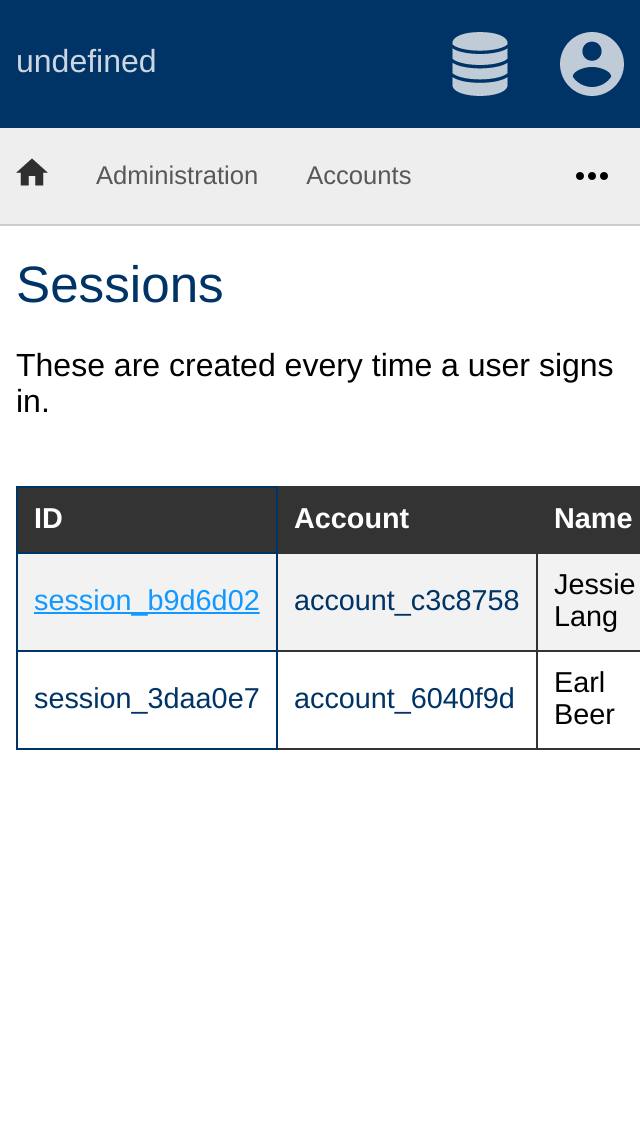 undefined
Administration Accounts
Sessions
These are created every time a user signs
in.
ID Account Name
session_b9d6d02 account_c3c8758 Jessie Lang
session_3daa0e7 account_6040f9d Earl Beer